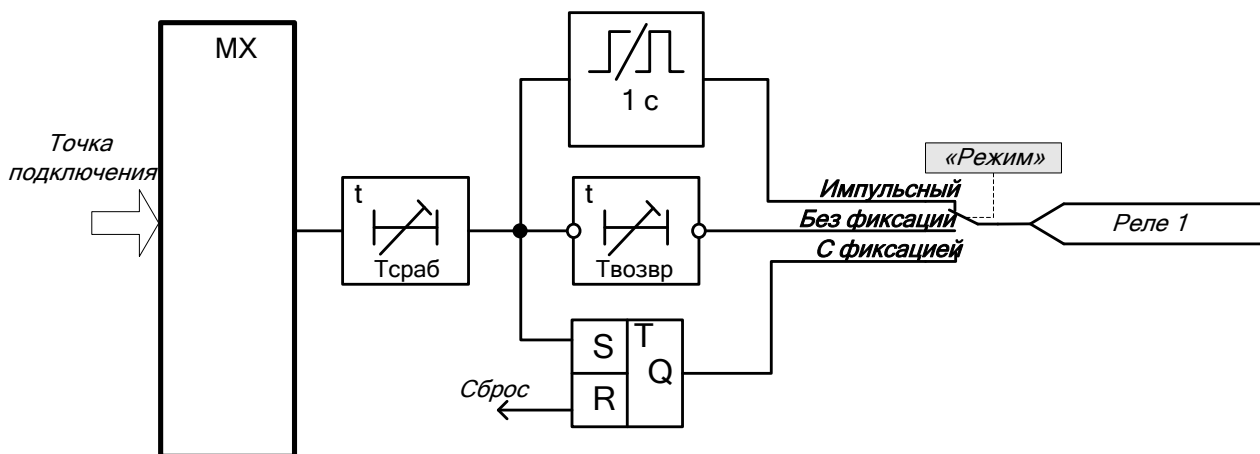 MX
1 с
Точка
подключения
«Режим»
t
Тсраб
t
Твозвр
Импульсный
Без фиксаций
С фиксацией
Реле 1
S
T
Q
R
Сброс